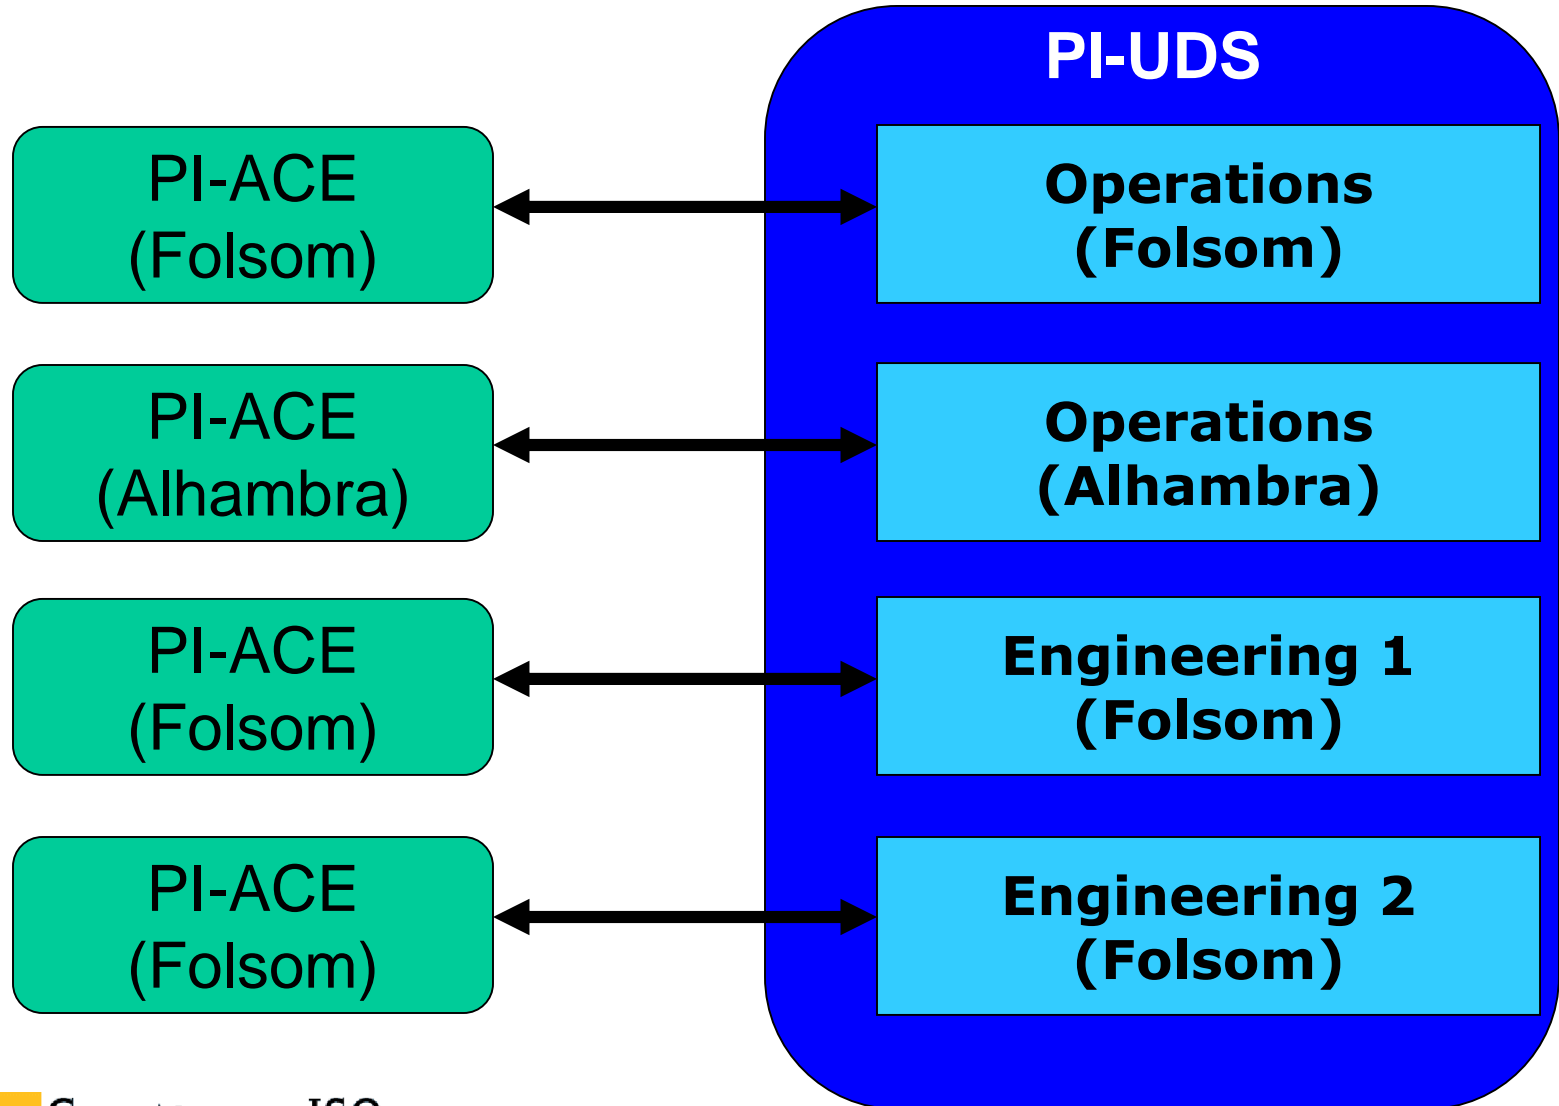 PI-UDS
PI-ACE
(Folsom)
Operations
(Folsom)
PI-ACE
(Alhambra)
Operations
(Alhambra)
PI-ACE
(Folsom)
Engineering 1
(Folsom)
PI-ACE
(Folsom)
Engineering 2
(Folsom)
ISO